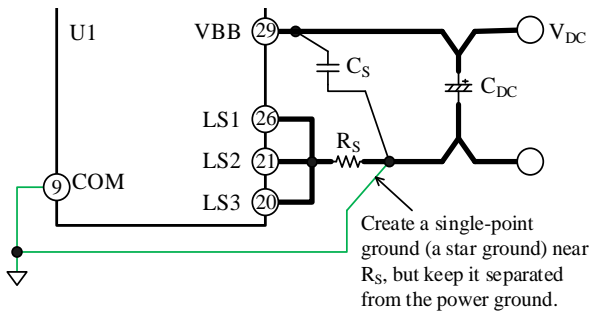 U1
VBB
29
V_DC
C_S
C_DC
LS1
26
R_S
LS2
21
9
COM
LS3
20
Create a single-point
ground (a star ground) near
R_S, but keep it separated
from the power ground.